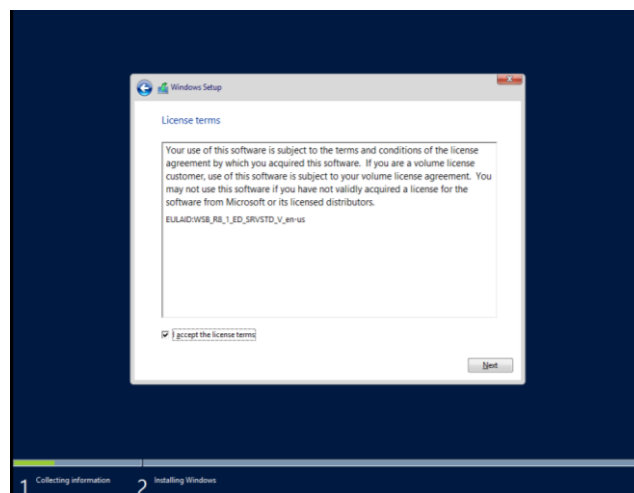 Windows Setup
License terms
Your use of this software is subject to the terms and conditions of the license
agreement by which you acquired this software. If you are a volume license
customer, use of this software is subject to your volume license agreement. You
may not use this software if you have not validly acquired a license for the
software from Microsoft or its licensed distributors.
EULAID:WSB_R8_1_ED_SRVSTD_V_en-us
I accept the license terms
Next
1 Collecting information
2 Installing Windows